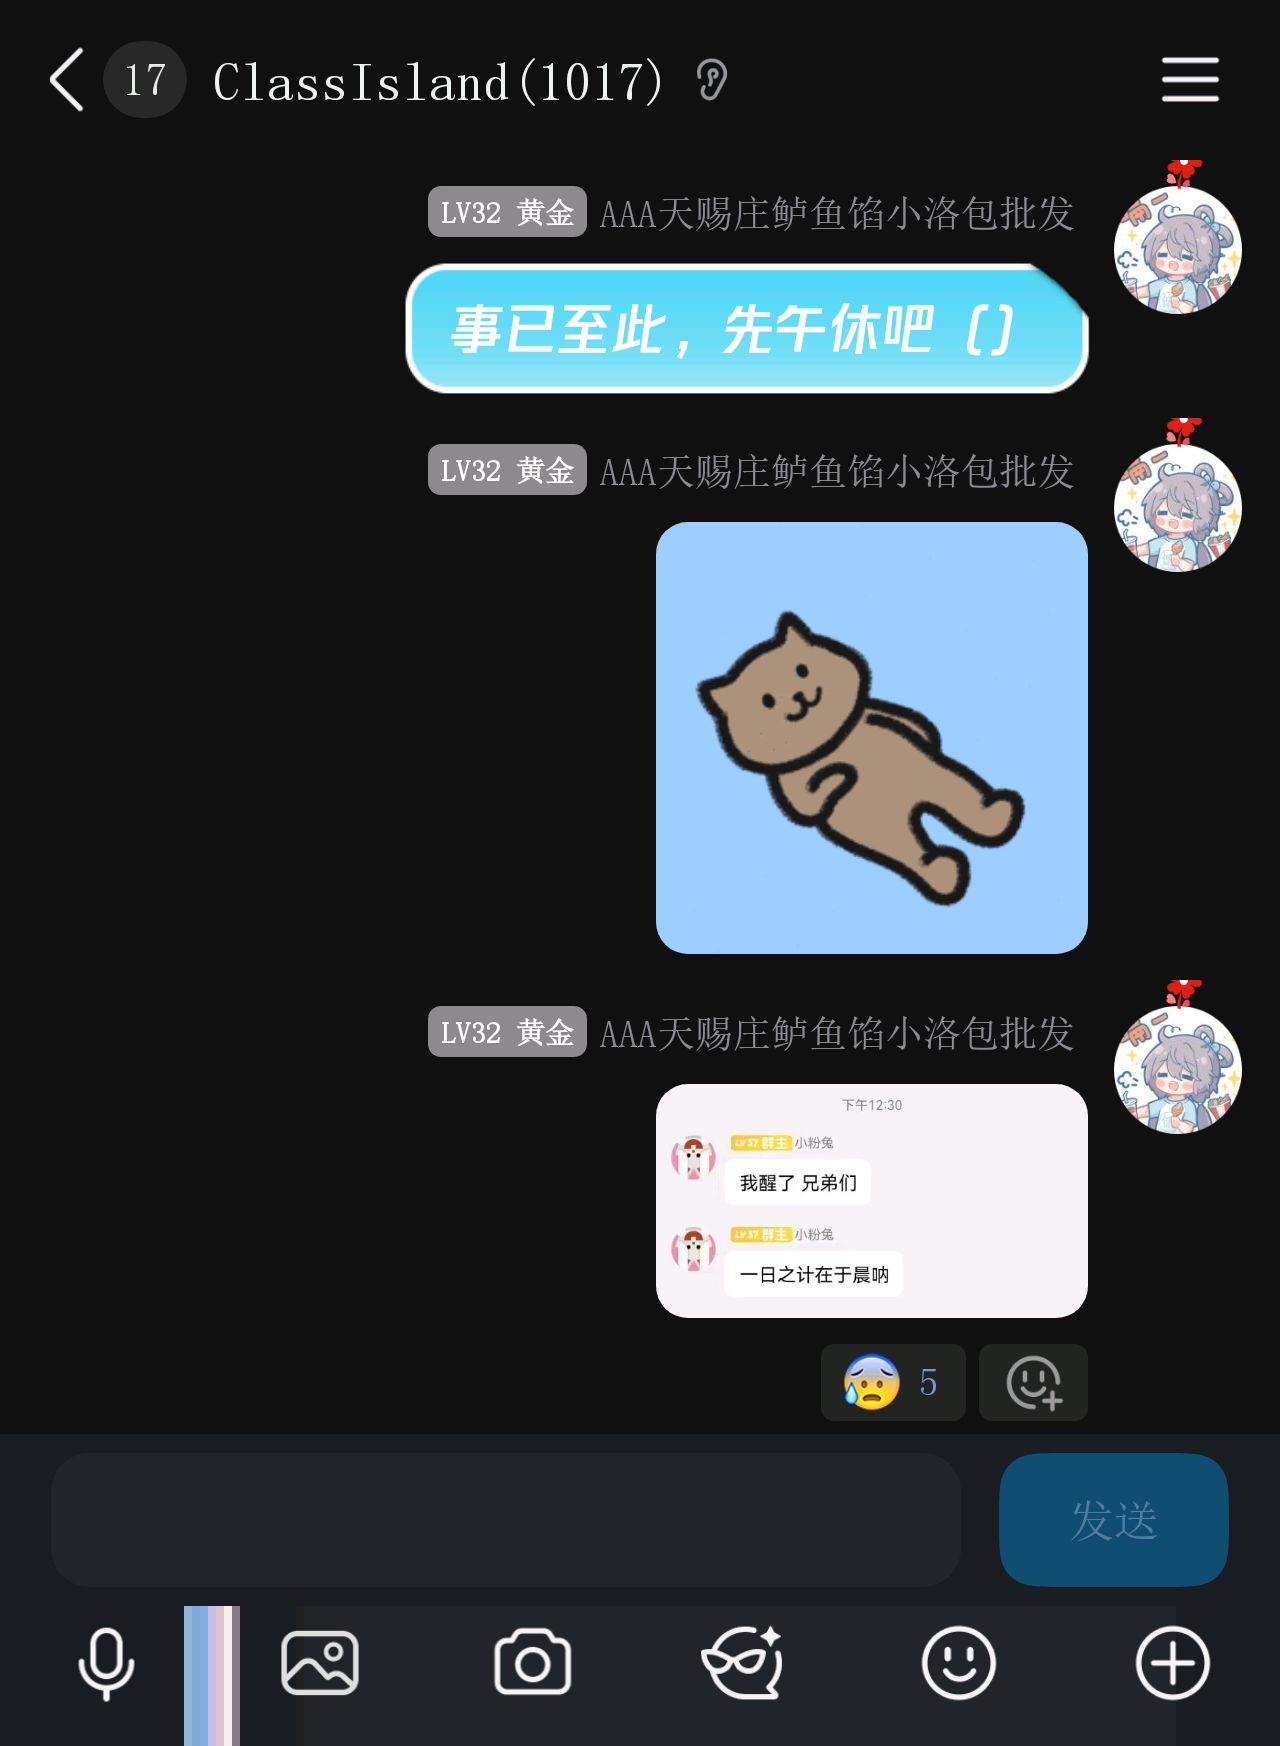 17 ClassIsland(1017)
LV32 黄金 AAA天赐庄鲈鱼馅小洛包批发
事已至此，先午休吧（）
LV32 黄金 AAA天赐庄鲈鱼馅小洛包批发
LV32 黄金 AAA天赐庄鲈鱼馅小洛包批发
下午12:30
LV37 群主 小粉兔
我醒了 兄弟们
LV37 群主 小粉兔
一日之计在于晨呐
5
发送